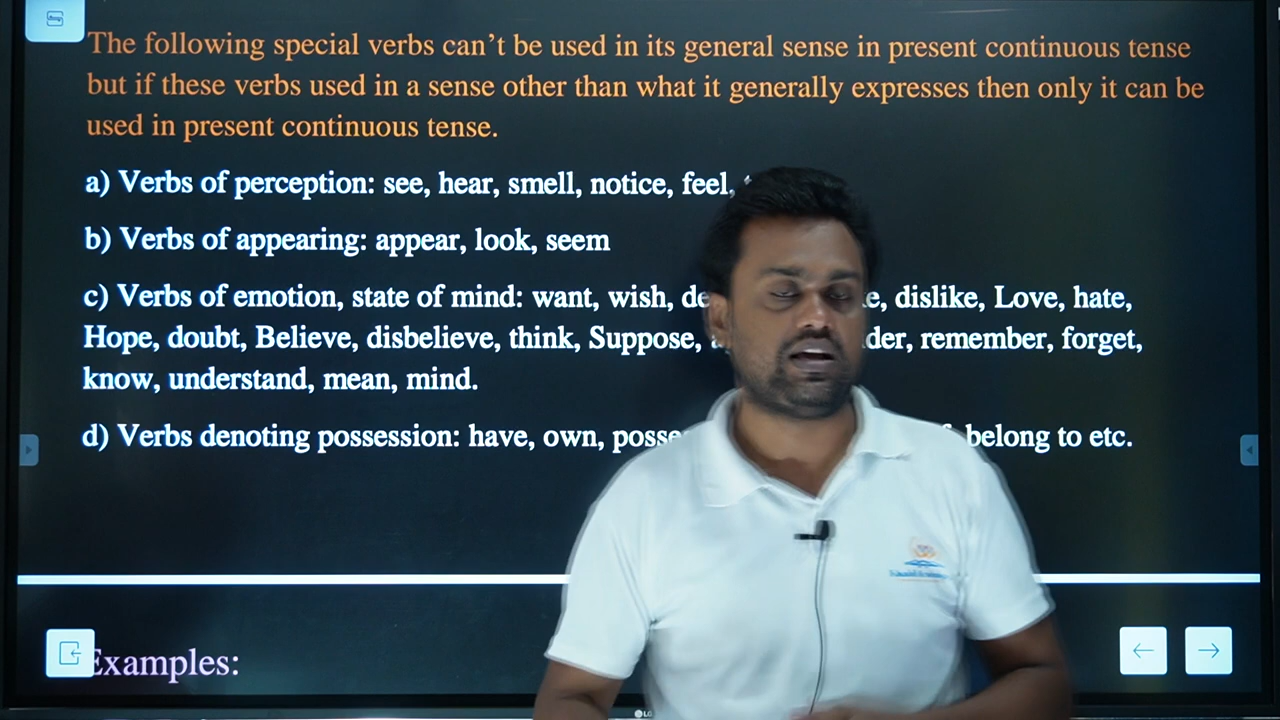 The following special verbs can’t be used in its general sense in present continuous tense
but if these verbs used in a sense other than what it generally expresses then only it can be
used in present continuous tense.
a) Verbs of perception: see, hear, smell, notice, feel,
b) Verbs of appearing: appear, look, seem
c) Verbs of emotion, state of mind: want, wish, dislike, Love, hate,
Hope, doubt, Believe, disbelieve, think, Suppose, remember, forget,
know, understand, mean, mind.
d) Verbs denoting possession: have, own, belong to etc.
Examples:
LG